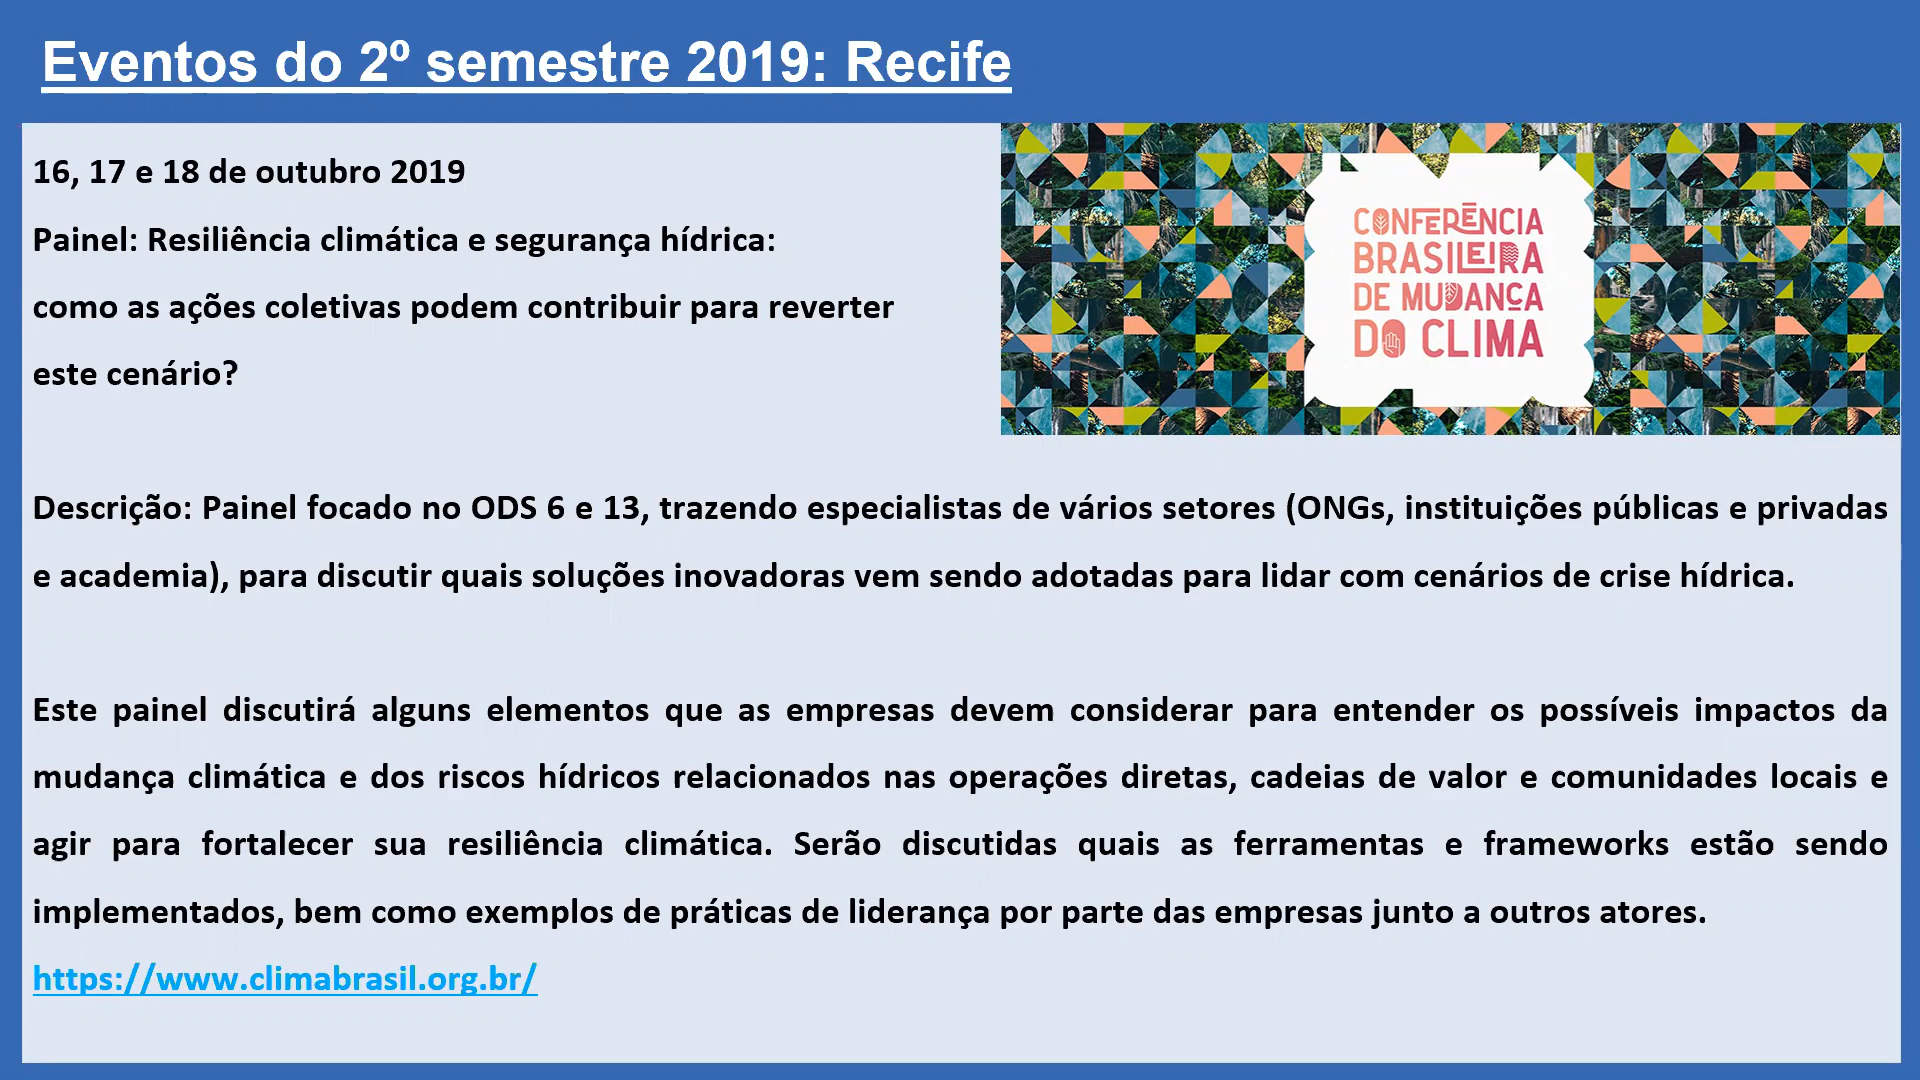 Eventos do 2º semestre 2019: Recife
16, 17 e 18 de outubro 2019
Painel: Resiliência climática e segurança hídrica:
como as ações coletivas podem contribuir para reverter
este cenário?
CONFERÊNCIA
BRASILEIRA
DE MUDANÇA
DO CLIMA
Descrição: Painel focado no ODS 6 e 13, trazendo especialistas de vários setores (ONGs, instituições públicas e privadas
e academia), para discutir quais soluções inovadoras vem sendo adotadas para lidar com cenários de crise hídrica.
Este painel discutirá alguns elementos que as empresas devem considerar para entender os possíveis impactos da
mudança climática e dos riscos hídricos relacionados nas operações diretas, cadeias de valor e comunidades locais e
agir para fortalecer sua resiliência climática. Serão discutidas quais as ferramentas e frameworks estão sendo
implementados, bem como exemplos de práticas de liderança por parte das empresas junto a outros atores.
https://www.climabrasil.org.br/